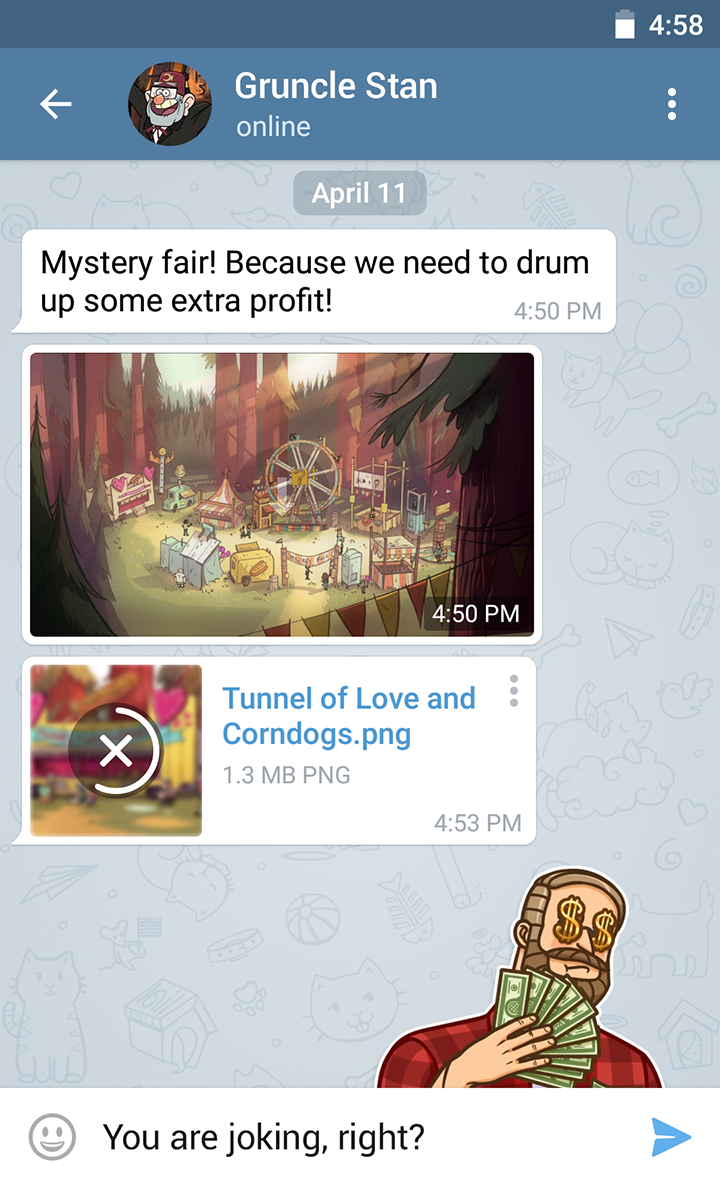 4:58
Gruncle Stan
online
April 11
Mystery fair! Because we need to drum
up some extra profit!
4:50 PM
4:50 PM
Tunnel of Love and
Corndogs.png
1.3 MB PNG
4:53 PM
$ $
You are joking, right?